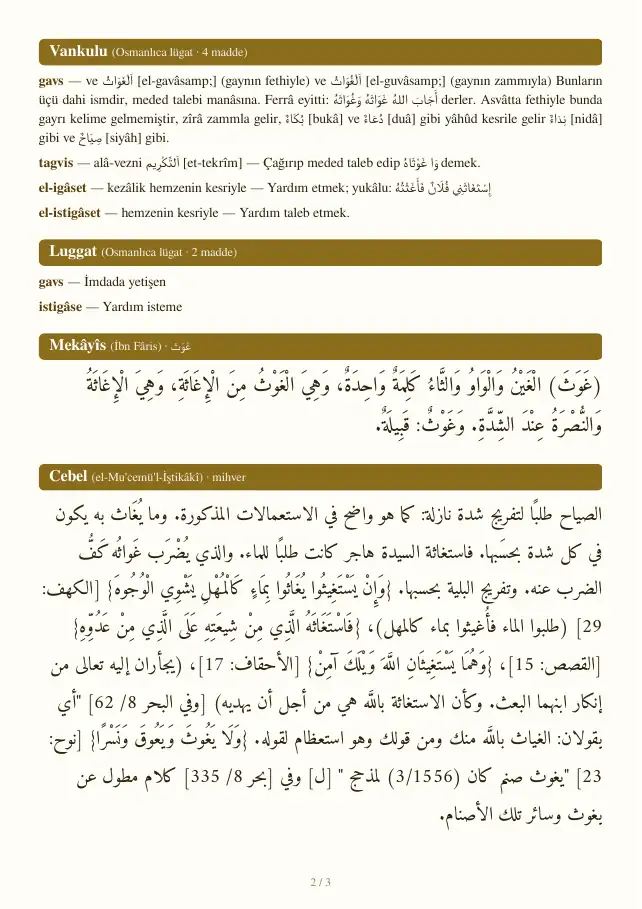 Vankulu (Osmanlıca lügat · 4 madde)
gavs — ve اَلْغَوَاثُ [el-gavâsamp;] (gaynın fethiyle) ve اَلْغُوَاثُ [el-guvâsamp;] (gaynın zammıyla) Bunların
üçü dahi ismdir, meded talebi manâsına. Ferrâ eyitti: أَجَابَ اللهُ غَوَاثَهُ وَغُوَاثَهُ derler. Asvâtta fethiyle bunda
gayrı kelime gelmemiştir, zîrâ zammla gelir, بُكَاءٌ [bukâ] ve دُعَاءٌ [duâ] gibi yâhûd kesrile gelir نِدَاءٌ [nidâ]
gibi ve صِيَاحٌ [siyâh] gibi.
tagvis — alâ-vezni اَلتَّكْرِيم [et-tekrîm] — Çağırıp meded taleb edip وَا غَوْثَاهُ demek.
el-igâset — kezâlik hemzenin kesriyle — Yardım etmek; yukâlu: إِسْتَغَاثَنِي فُلَانٌ فَأَغَثْتُهُ
el-istigâset — hemzenin kesriyle — Yardım taleb etmek.
Luggat (Osmanlıca lügat · 2 madde)
gavs — İmdada yetişen
istigâse — Yardım isteme
Mekâyîs (İbn Fâris) · غَوَثَ
(غَوَثَ) الْغَيْنُ وَالْوَاوُ وَالثَّاءُ كَلِمَةٌ وَاحِدَةٌ، وَهِيَ الْغَوْثُ مِنَ الْإِغَاثَةِ، وَهِيَ الْإِغَاثَةُ
وَالنُّصْرَةُ عِنْدَ الشِّدَّةِ. وَغَوْثٌ: قَبِيلَةٌ.
Cebel (el-Mu'cemü'l-İştikâkî) · mihver
الصياح طلبًا لتفريج شدة نازلة: كما هو واضح في الاستعمالات المذكورة. وما يُغَاث به يكون
في كل شدة بحسَبها. فاستغاثة السيدة هاجر كانت طلبًا للماء. والذي يُضْرَب غَواثُه كَفُّ
الضرب عنه. وتفريج البلية بحسبها. {وَإِنْ يَسْتَغِيثُوا يُغَاثُوا بِمَاءٍ كَالْمُهْلِ يَشْوِي الْوُجُوهَ} [الكهف:
29] (طلبوا الماء فأُغيثوا بماء كالمهل)، {فَاسْتَغَاثَهُ الَّذِي مِنْ شِيعَتِهِ عَلَى الَّذِي مِنْ عَدُوِّهِ}
[القصص: 15]، {وَهُمَا يَسْتَغِيثَانِ اللَّهَ وَيْلَكَ آمِنْ} [الأحقاف: 17]، (يجأران إليه تعالى من
إنكار ابنهما البعث. وكأن الاستغاثة بالله هي من أجل أن يهديه) [وفي البحر 8/ 62] "أي
يقولان: الغياث بالله منك ومن قولك وهو استعظام لقوله. {وَلَا يَغُوثَ وَيَعُوقَ وَنَسْرًا} [نوح:
23] "يغوث صنم كان (3/1556) لمذحج " [ل] وفي [بحر 8/ 335] كلام مطول عن
يغوث وسائر تلك الأصنام.
2 / 3